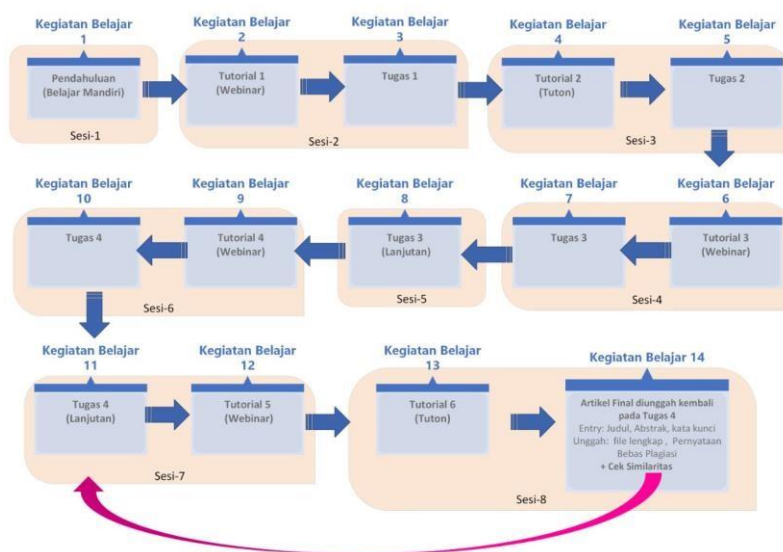 Kegiatan Belajar
1
Pendahuluan
(Belajar Mandiri)
Sesi-1
Kegiatan Belajar
2
Tutorial 1
(Webinar)
Kegiatan Belajar
3
Tugas 1
Sesi-2
Kegiatan Belajar
4
Tutorial 2
(Tuton)
Kegiatan Belajar
5
Tugas 2
Sesi-3
Kegiatan Belajar
6
Tutorial 3
(Webinar)
Kegiatan Belajar
7
Tugas 3
Sesi-4
Kegiatan Belajar
8
Tugas 3
(Lanjutan)
Sesi-5
Kegiatan Belajar
9
Tutorial 4
(Webinar)
Kegiatan Belajar
10
Tugas 4
Sesi-6
Kegiatan Belajar
11
Tugas 4
(Lanjutan)
Kegiatan Belajar
12
Tutorial 5
(Webinar)
Sesi-7
Kegiatan Belajar
13
Tutorial 6
(Tuton)
Kegiatan Belajar 14
Artikel Final diunggah kembali
pada Tugas 4
Entry: Judul, Abstrak, kata kunci
Unggah: file lengkap , Pernyataan
Bebas Plagiasi
+ Cek Similaritas
Sesi-8